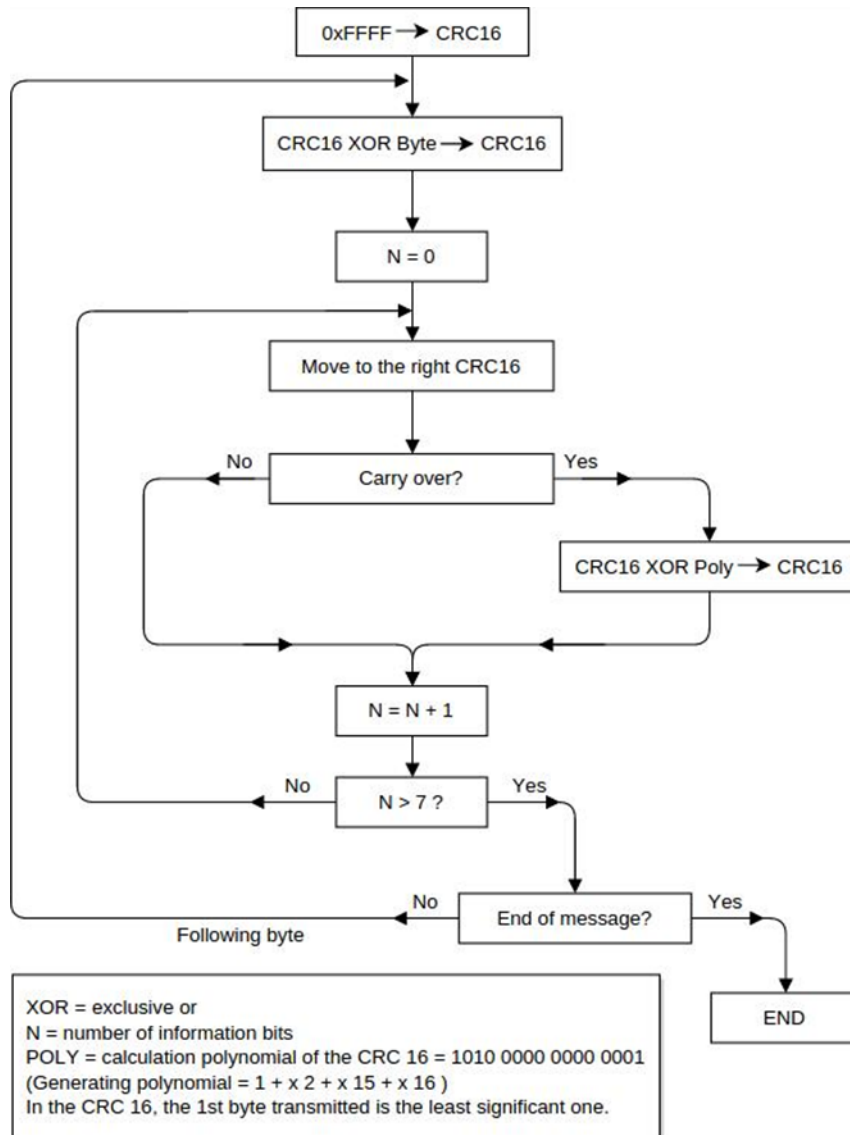 0xFFFF → CRC16
CRC16 XOR Byte → CRC16
N = 0
Move to the right CRC16
No
Carry over?
Yes
CRC16 XOR Poly → CRC16
N = N + 1
No
N > 7 ?
Yes
No
End of message?
Yes
Following byte
END
XOR = exclusive or
N = number of information bits
POLY = calculation polynomial of the CRC 16 = 1010 0000 0000 0001
(Generating polynomial = 1 + x 2 + x 15 + x 16 )
In the CRC 16, the 1st byte transmitted is the least significant one.